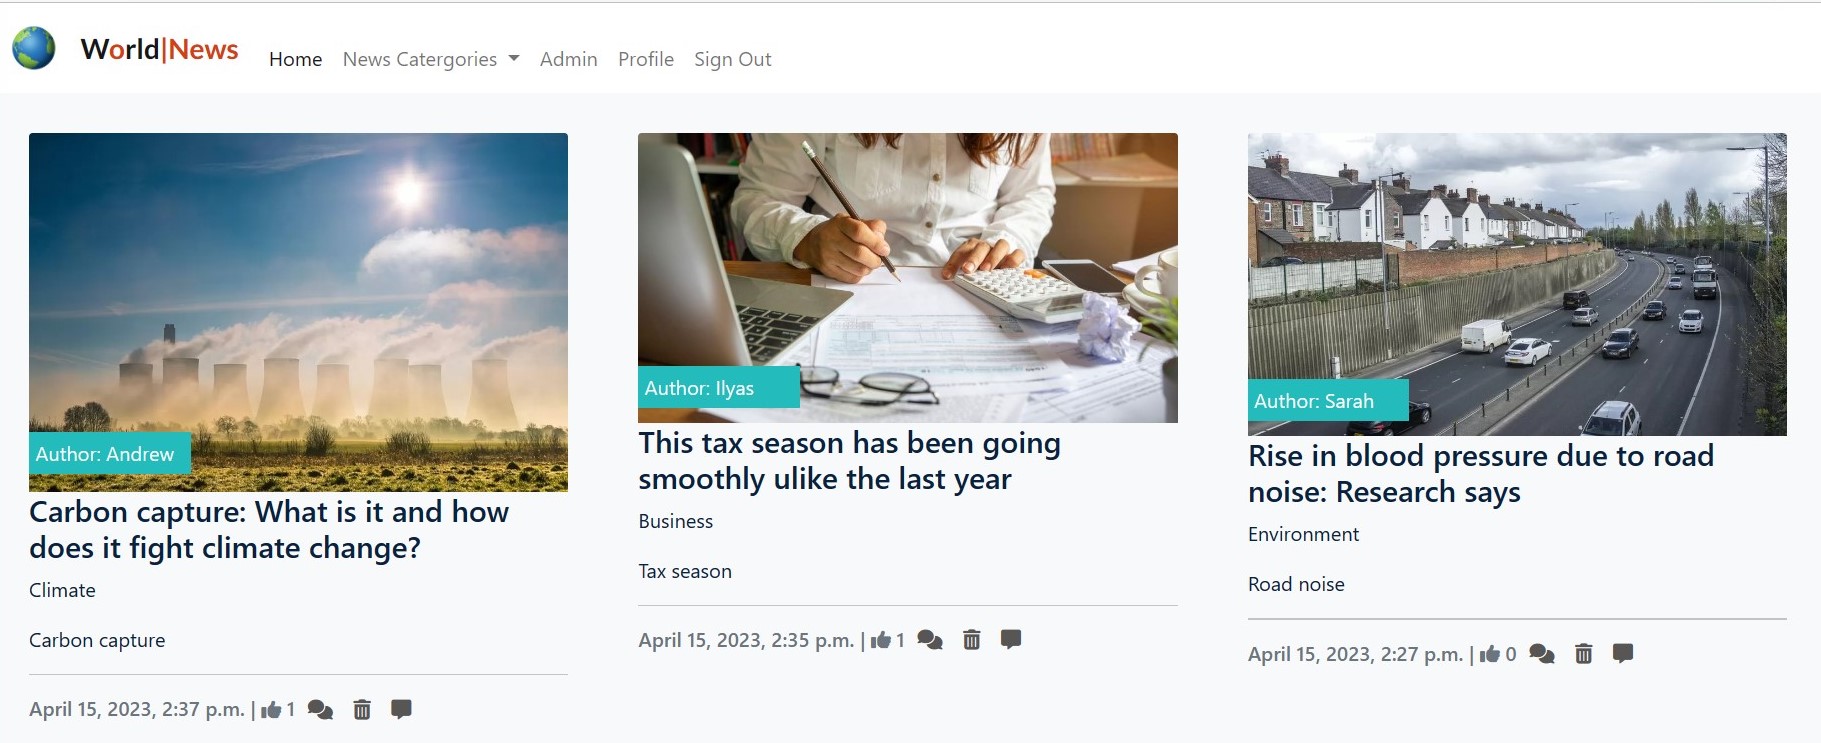 World|News
Home News Catergories Admin Profile Sign Out
Author: Andrew
Carbon capture: What is it and how
does it fight climate change?
Climate
Carbon capture
April 15, 2023, 2:37 p.m. | 1
Author: Ilyas
This tax season has been going
smoothly ulike the last year
Business
Tax season
April 15, 2023, 2:35 p.m. | 1
Author: Sarah
Rise in blood pressure due to road
noise: Research says
Environment
Road noise
April 15, 2023, 2:27 p.m. | 0